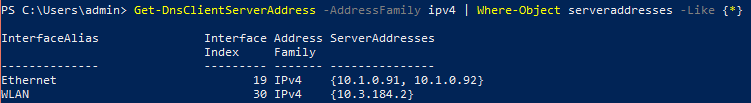 PS C:\Users\admin> Get-DnsClientServerAddress -AddressFamily ipv4 | Where-Object serveraddresses -Like {*}
InterfaceAlias Interface Address ServerAddresses
Index Family
-------------- --------- ------- ---------------
Ethernet 19 IPv4 {10.1.0.91, 10.1.0.92}
WLAN 30 IPv4 {10.3.184.2}